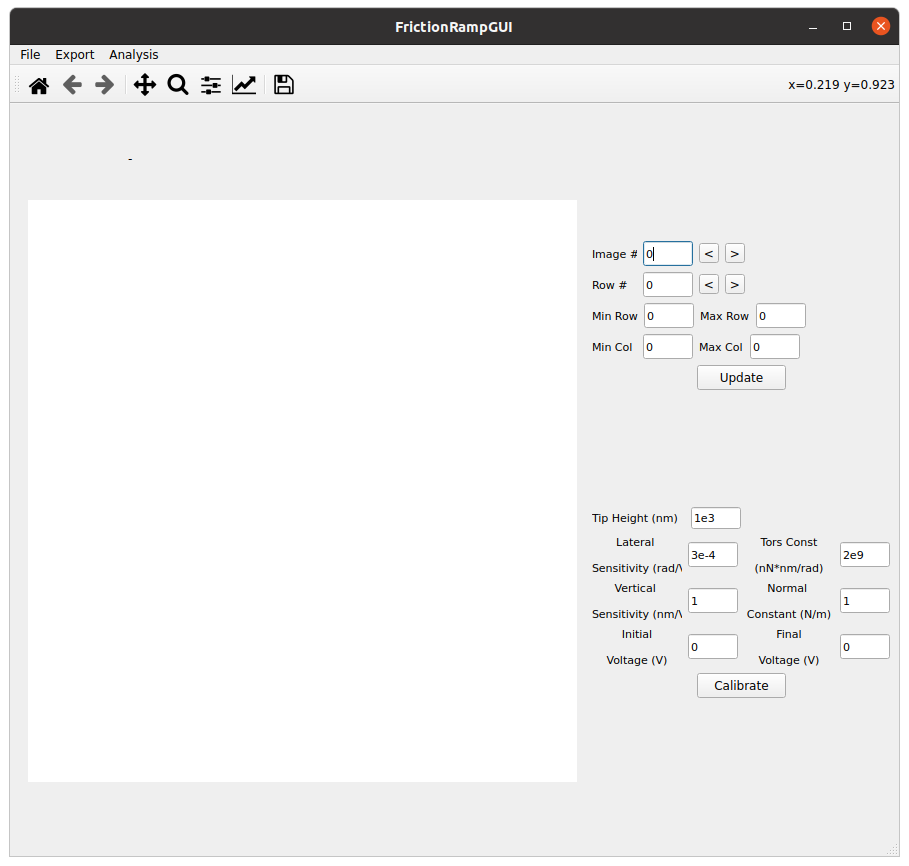 FrictionRampGUI
File Export Analysis
x=0.219 y=0.923
-
Image # 0 < >
Row # 0 < >
Min Row 0 Max Row 0
Min Col 0 Max Col 0
Update
Tip Height (nm) 1e3
Lateral
Sensitivity (rad/V 3e-4
Tors Const
(nN*nm/rad) 2e9
Vertical
Sensitivity (nm/V 1
Normal
Constant (N/m) 1
Initial
Voltage (V) 0
Final
Voltage (V) 0
Calibrate